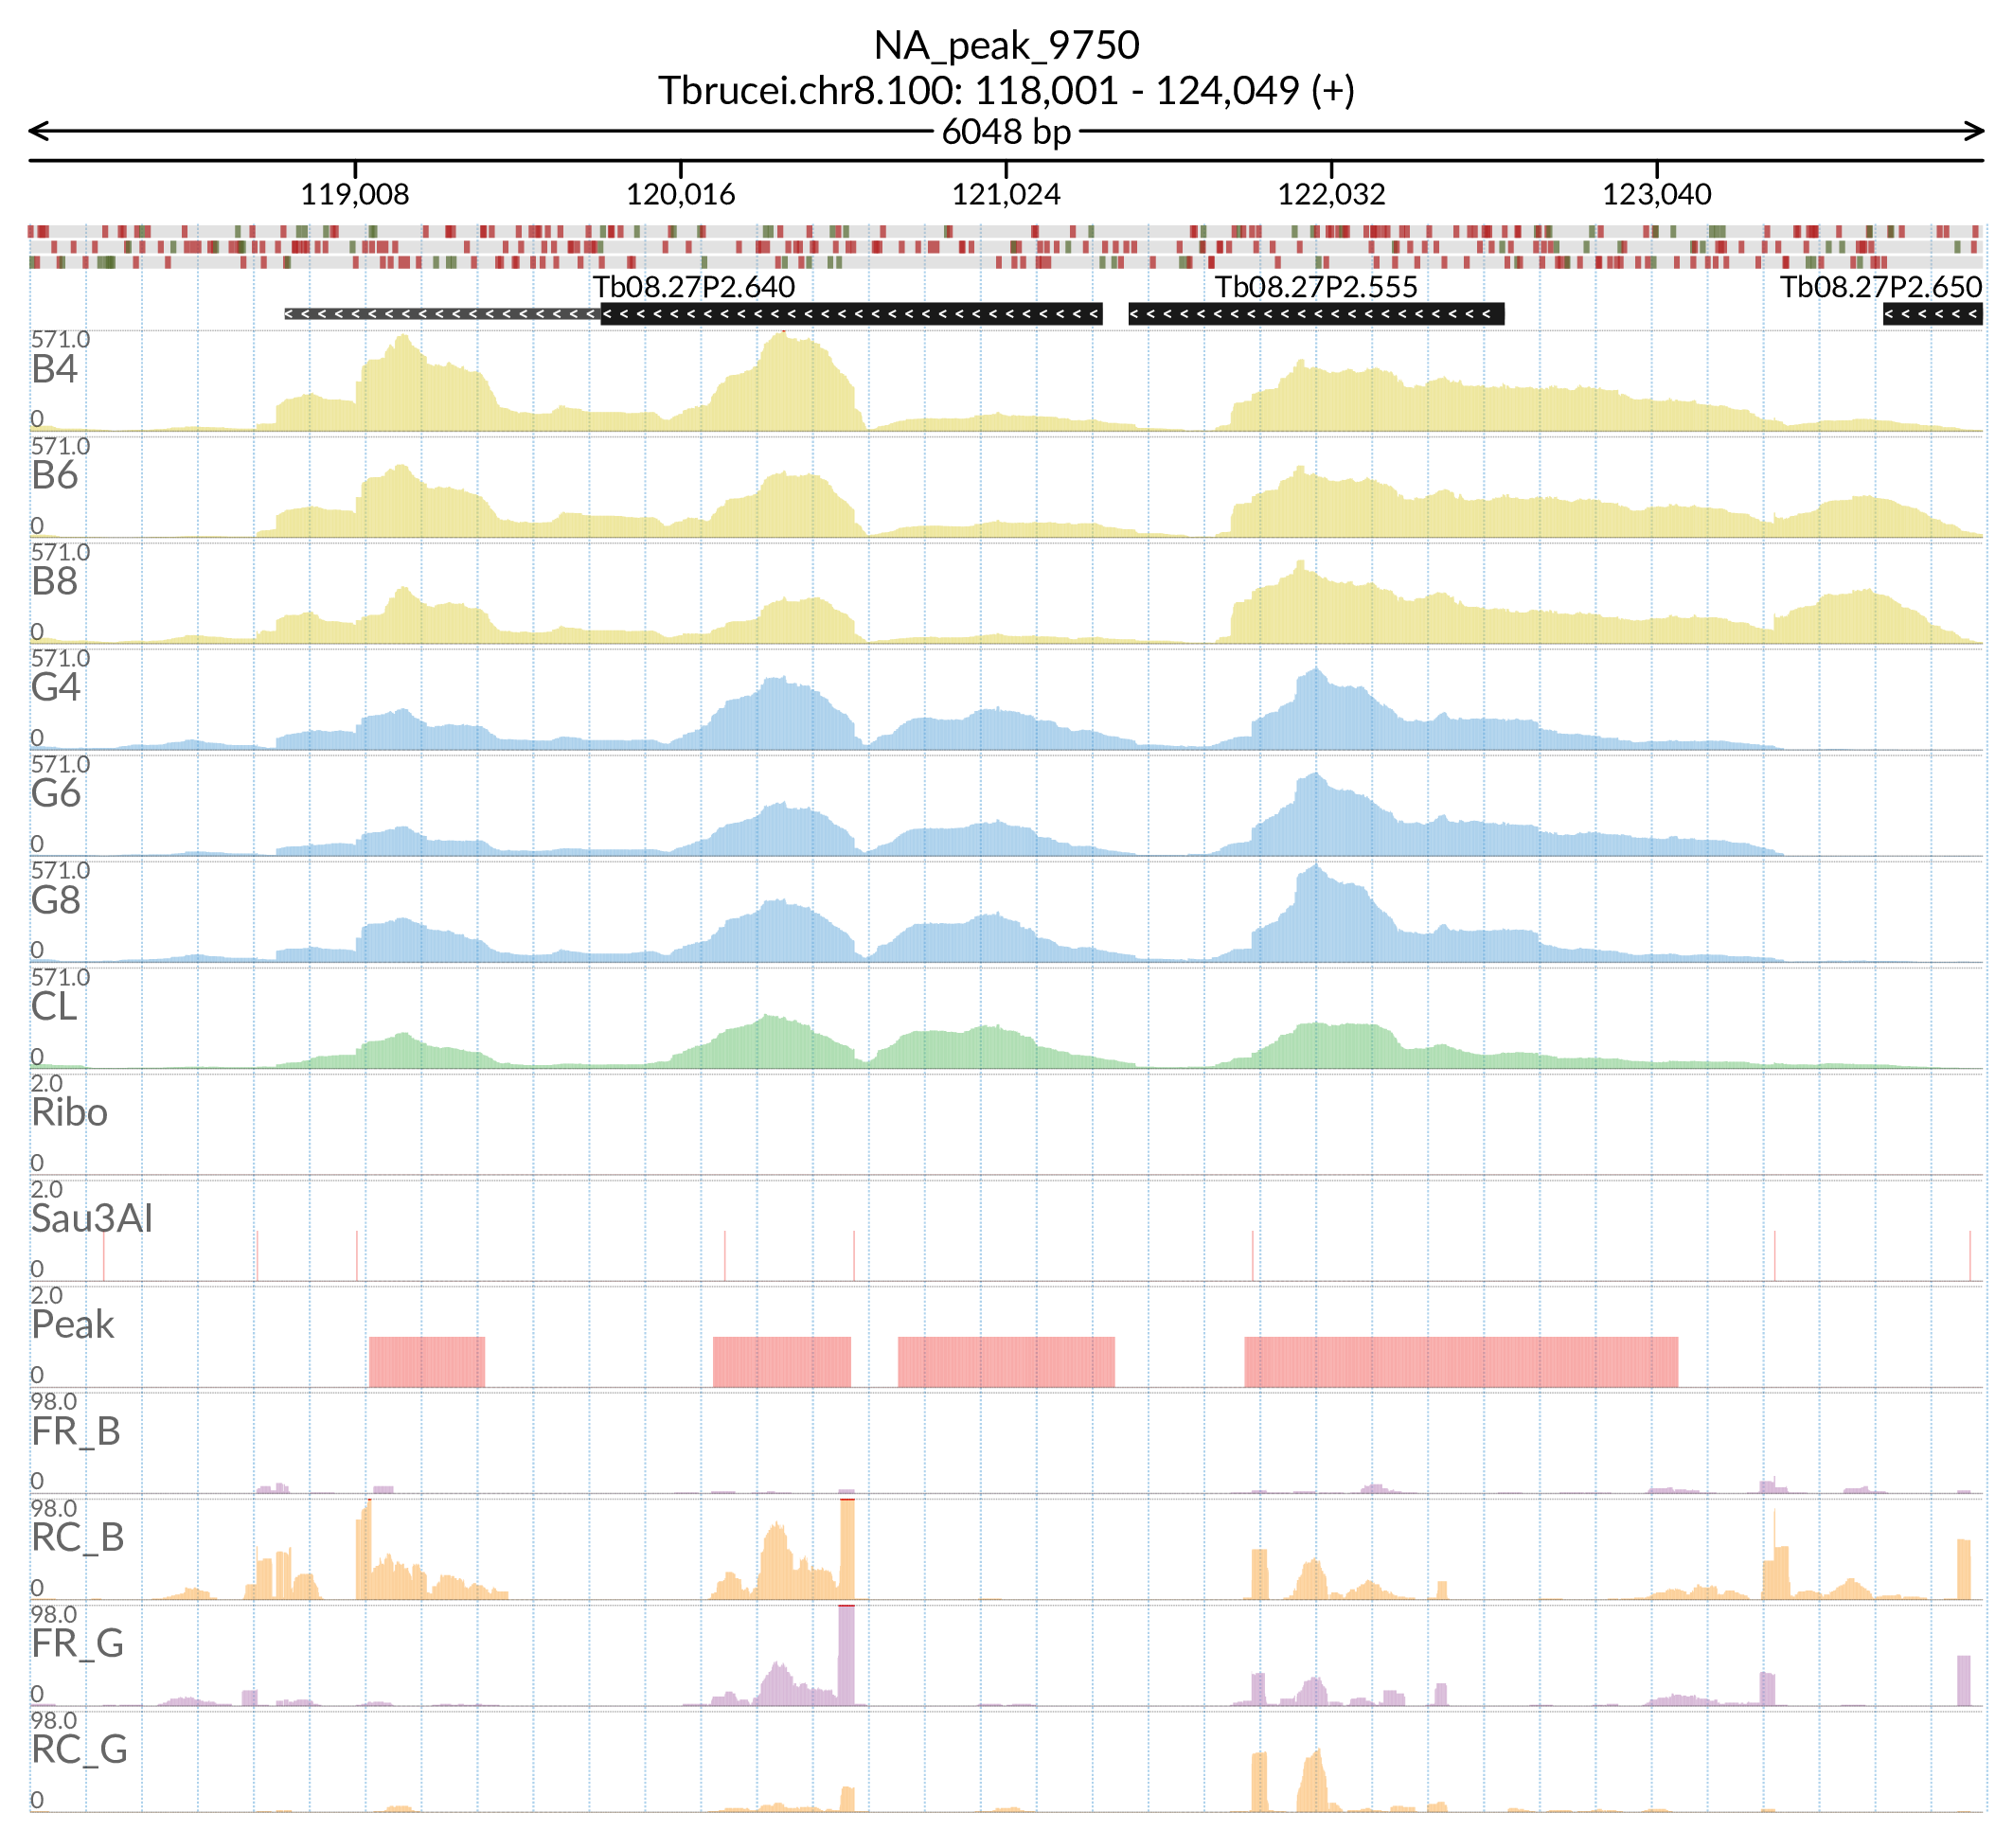 NA_peak_9750
Tbrucei.chr8.100: 118,001 - 124,049 (+)
6048 bp
119,008 120,016 121,024 122,032 123,040
Tb08.27P2.640 Tb08.27P2.555 Tb08.27P2.650
571.0
B4
0
571.0
B6
0
571.0
B8
0
571.0
G4
0
571.0
G6
0
571.0
G8
0
571.0
CL
0
2.0
Ribo
0
2.0
Sau3AI
0
2.0
Peak
0
98.0
FR_B
0
98.0
RC_B
0
98.0
FR_G
0
98.0
RC_G
0